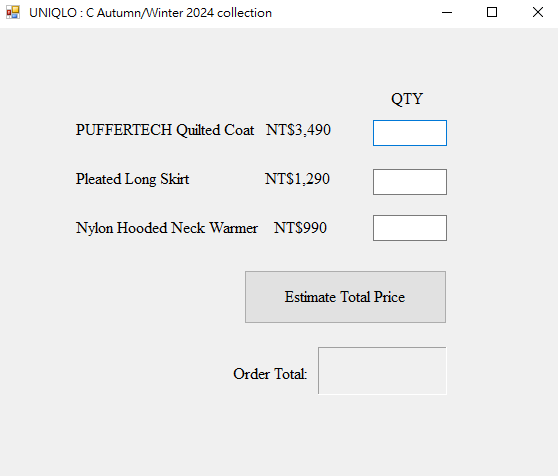 UNIQLO : C Autumn/Winter 2024 collection
QTY
PUFFERTECH Quilted Coat NT$3,490
Pleated Long Skirt NT$1,290
Nylon Hooded Neck Warmer NT$990
Estimate Total Price
Order Total: